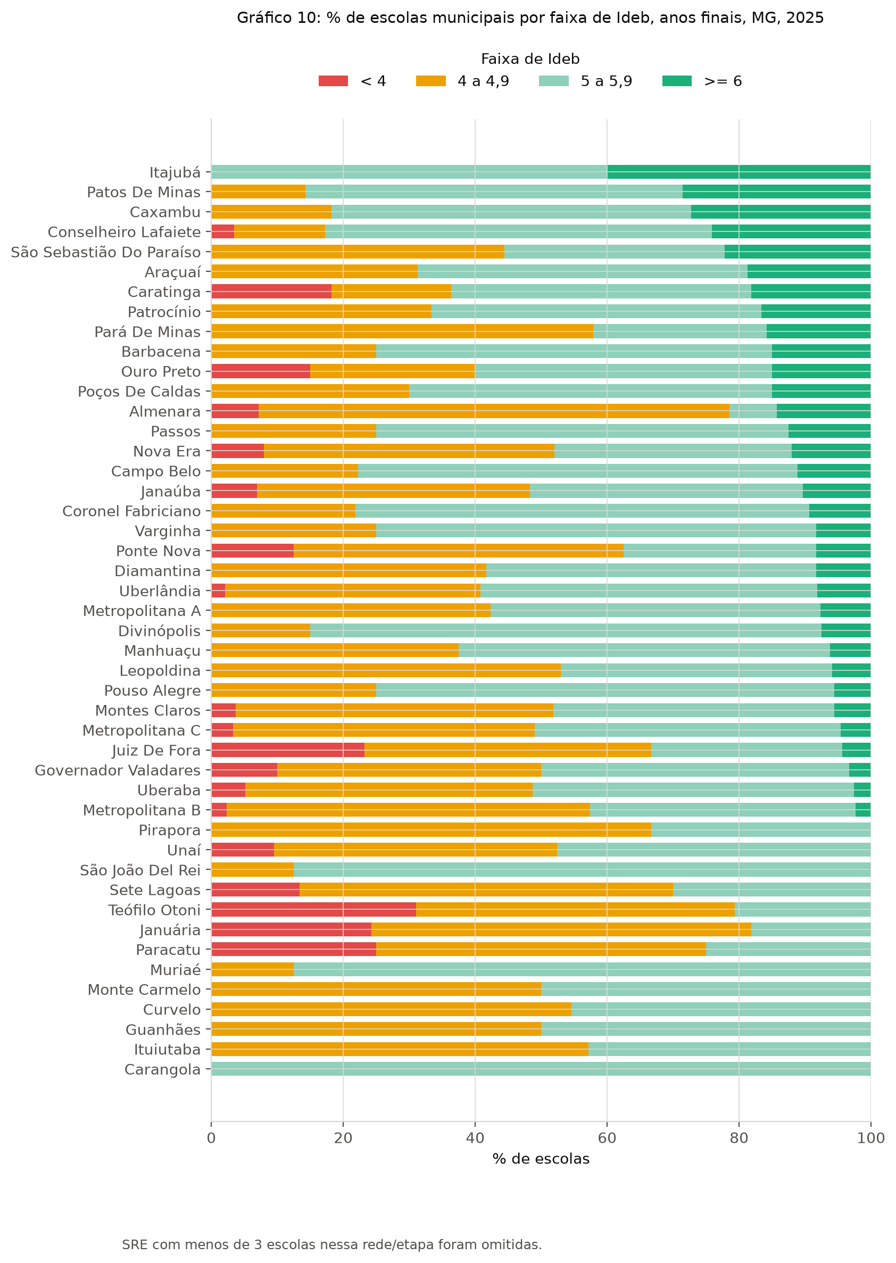 Gráfico 10: % de escolas municipais por faixa de Ideb, anos finais, MG, 2025
Faixa de Ideb
< 4 4 a 4,9 5 a 5,9 >= 6
Itajubá
Patos De Minas
Caxambu
Conselheiro Lafaiete
São Sebastião Do Paraíso
Araçuaí
Caratinga
Patrocínio
Pará De Minas
Barbacena
Ouro Preto
Poços De Caldas
Almenara
Passos
Nova Era
Campo Belo
Janaúba
Coronel Fabriciano
Varginha
Ponte Nova
Diamantina
Uberlândia
Metropolitana A
Divinópolis
Manhuaçu
Leopoldina
Pouso Alegre
Montes Claros
Metropolitana C
Juiz De Fora
Governador Valadares
Uberaba
Metropolitana B
Pirapora
Unaí
São João Del Rei
Sete Lagoas
Teófilo Otoni
Januária
Paracatu
Muriaé
Monte Carmelo
Curvelo
Guanhães
Ituiutaba
Carangola
0 20 40 60 80 100
% de escolas
SRE com menos de 3 escolas nessa rede/etapa foram omitidas.